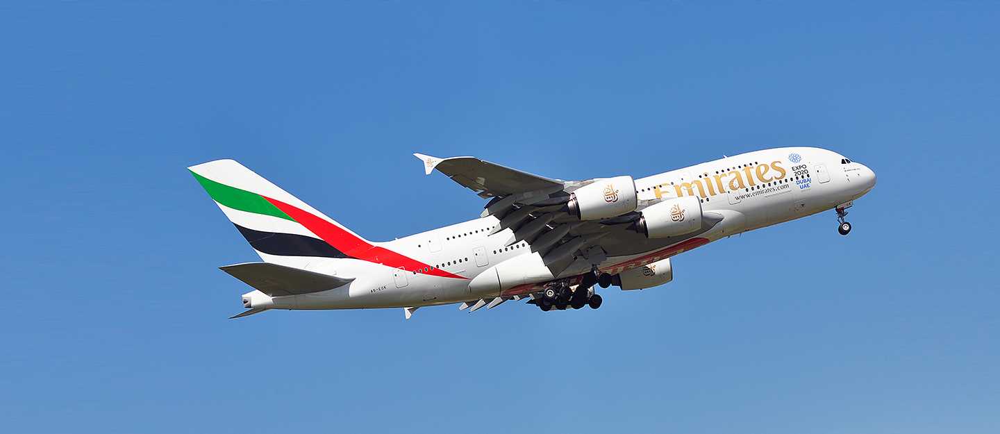 Emirates
www.emirates.com
EXPO
2020
DUBAI
UAE
A6-EOK